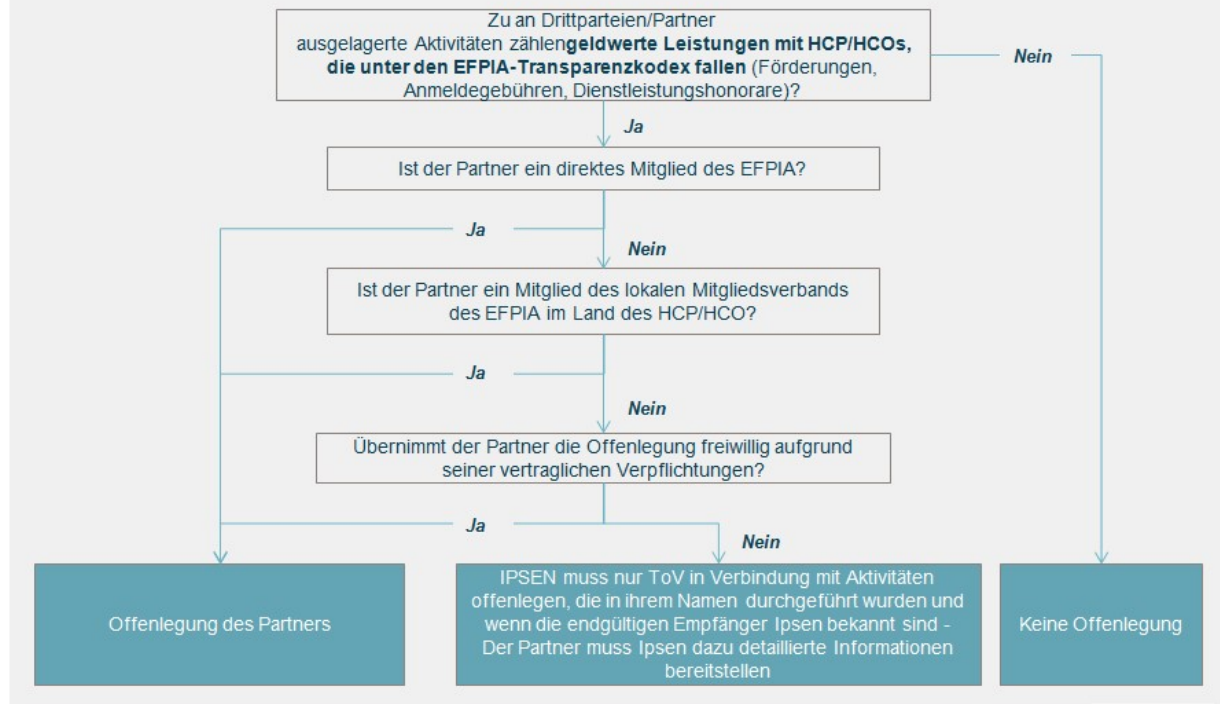 Zu an Drittparteien/Partner
ausgelagerte Aktivitäten zählengeldwerte Leistungen mit HCP/HCOs,
die unter den EFPIA-Transparenzkodex fallen (Förderungen,
Anmeldegebühren, Dienstleistungshonorare)?
Nein
Ja
Ist der Partner ein direktes Mitglied des EFPIA?
Ja
Nein
Ist der Partner ein Mitglied des lokalen Mitgliedsverbands
des EFPIA im Land des HCP/HCO?
Ja
Nein
Übernimmt der Partner die Offenlegung freiwillig aufgrund
seiner vertraglichen Verpflichtungen?
Ja
Nein
Offenlegung des Partners
IPSEN muss nur ToV in Verbindung mit Aktivitäten
offenlegen, die in ihrem Namen durchgeführt wurden und
wenn die endgültigen Empfänger Ipsen bekannt sind -
Der Partner muss Ipsen dazu detaillierte Informationen
bereitstellen
Keine Offenlegung